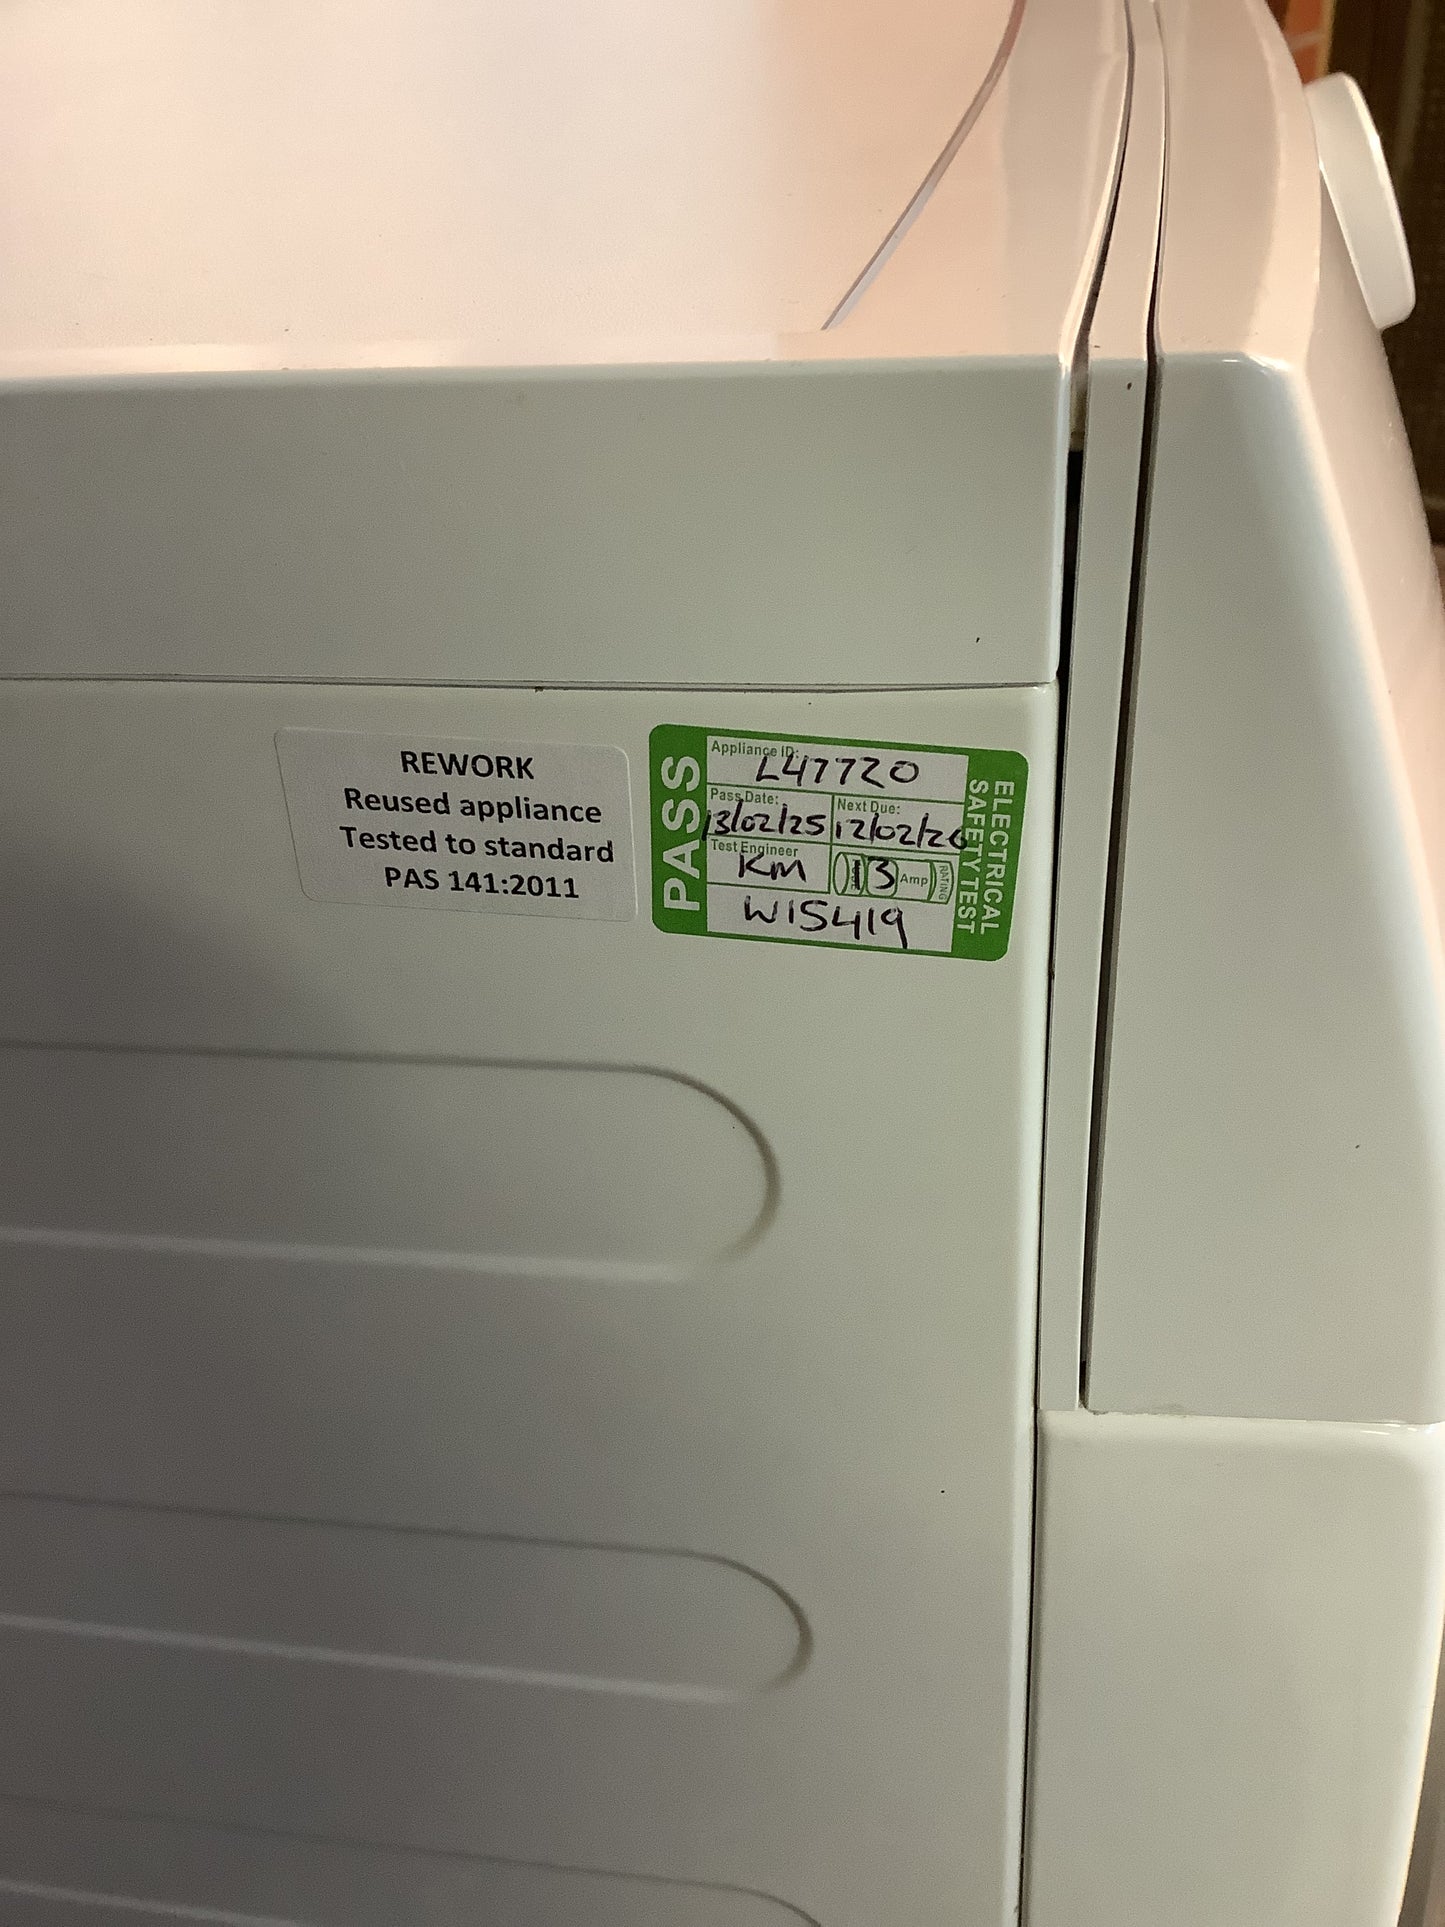 REWORK
Reused appliance
Tested to standard
PAS 141:2011
PASS
Appliance ID:
L47720
Pass Date:
13/02/25
Next Due:
12/02/26
Test Engineer
KM
13 Amp
RATING
W15419
ELECTRICAL
SAFETY TEST